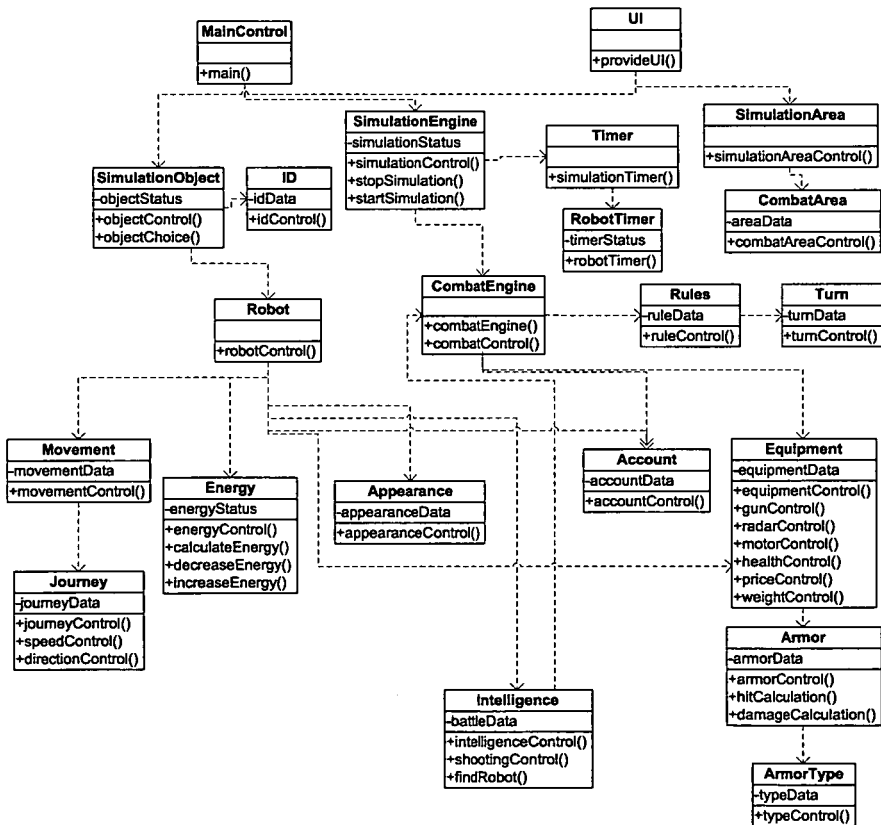 MainControl
+main()
UI
+provideUI()
SimulationEngine
-simulationStatus
+simulationControl()
+stopSimulation()
+startSimulation()
Timer
+simulationTimer()
SimulationArea
+simulationAreaControl()
SimulationObject
-objectStatus
+objectControl()
+objectChoice()
ID
-idData
+idControl()
RobotTimer
-timerStatus
+robotTimer()
CombatArea
-areaData
+combatAreaControl()
Robot
+robotControl()
CombatEngine
+combatEngine()
+combatControl()
Rules
-ruleData
+ruleControl()
Turn
-turnData
+turnControl()
Movement
-movementData
+movementControl()
Energy
-energyStatus
+energyControl()
+calculateEnergy()
+decreaseEnergy()
+increaseEnergy()
Appearance
-appearanceData
+appearanceControl()
Account
-accountData
+accountControl()
Equipment
-equipmentData
+equipmentControl()
+gunControl()
+radarControl()
+motorControl()
+healthControl()
+priceControl()
+weightControl()
Journey
-journeyData
+journeyControl()
+speedControl()
+directionControl()
Armor
-armorData
+armorControl()
+hitCalculation()
+damageCalculation()
Intelligence
-battleData
+intelligenceControl()
+shootingControl()
+findRobot()
ArmorType
-typeData
+typeControl()